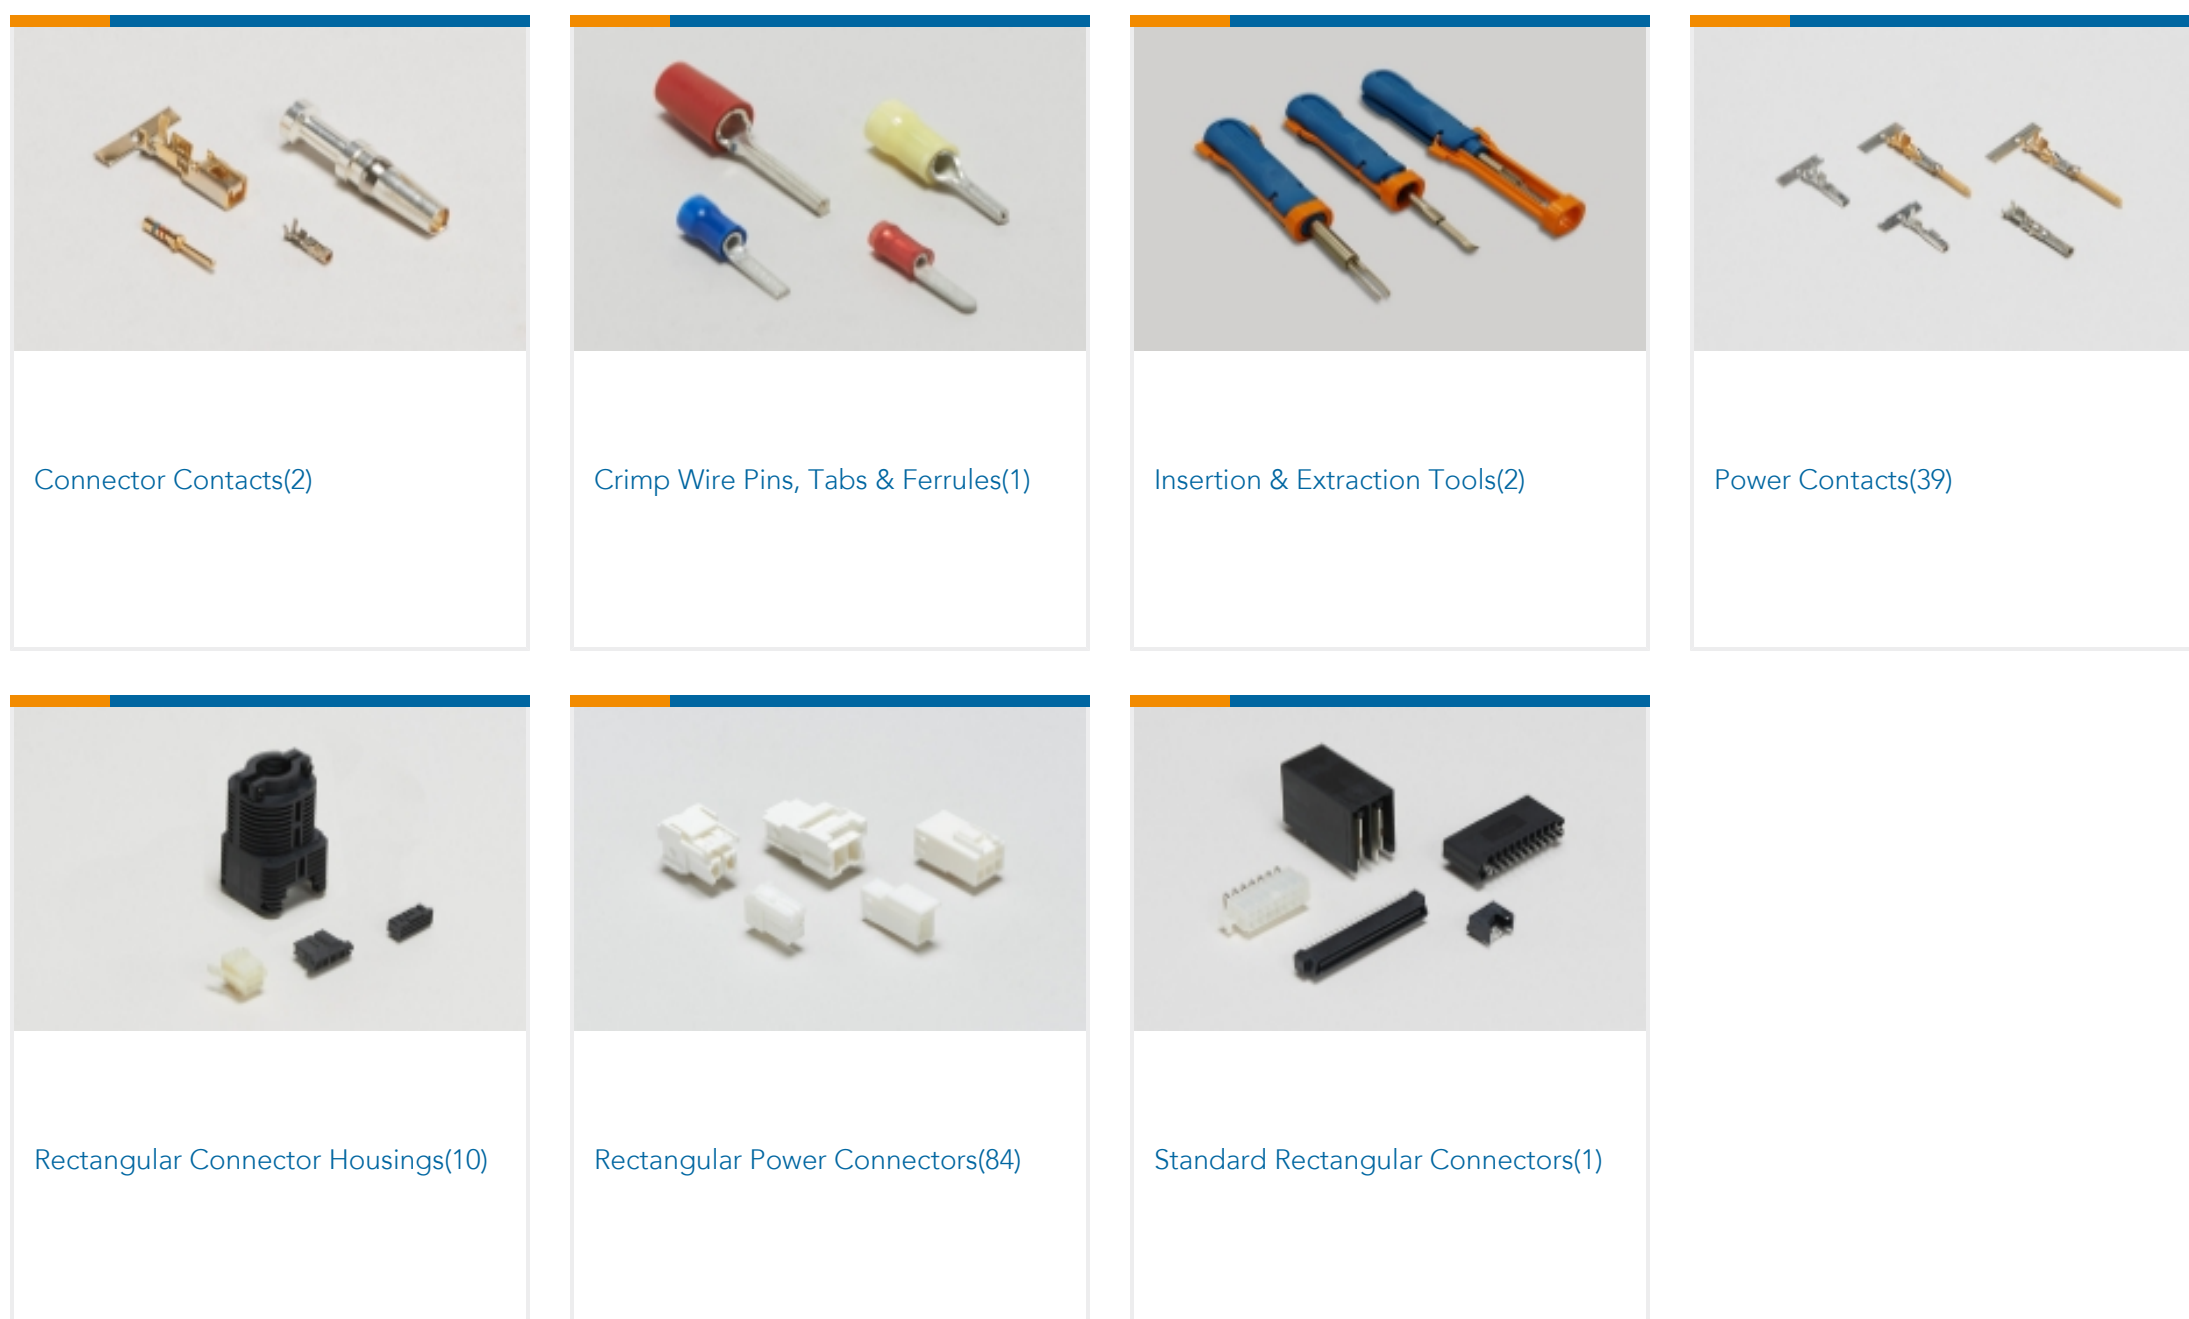 Connector Contacts(2)
Crimp Wire Pins, Tabs & Ferrules(1)
Insertion & Extraction Tools(2)
Power Contacts(39)
Rectangular Connector Housings(10)
Rectangular Power Connectors(84)
Standard Rectangular Connectors(1)